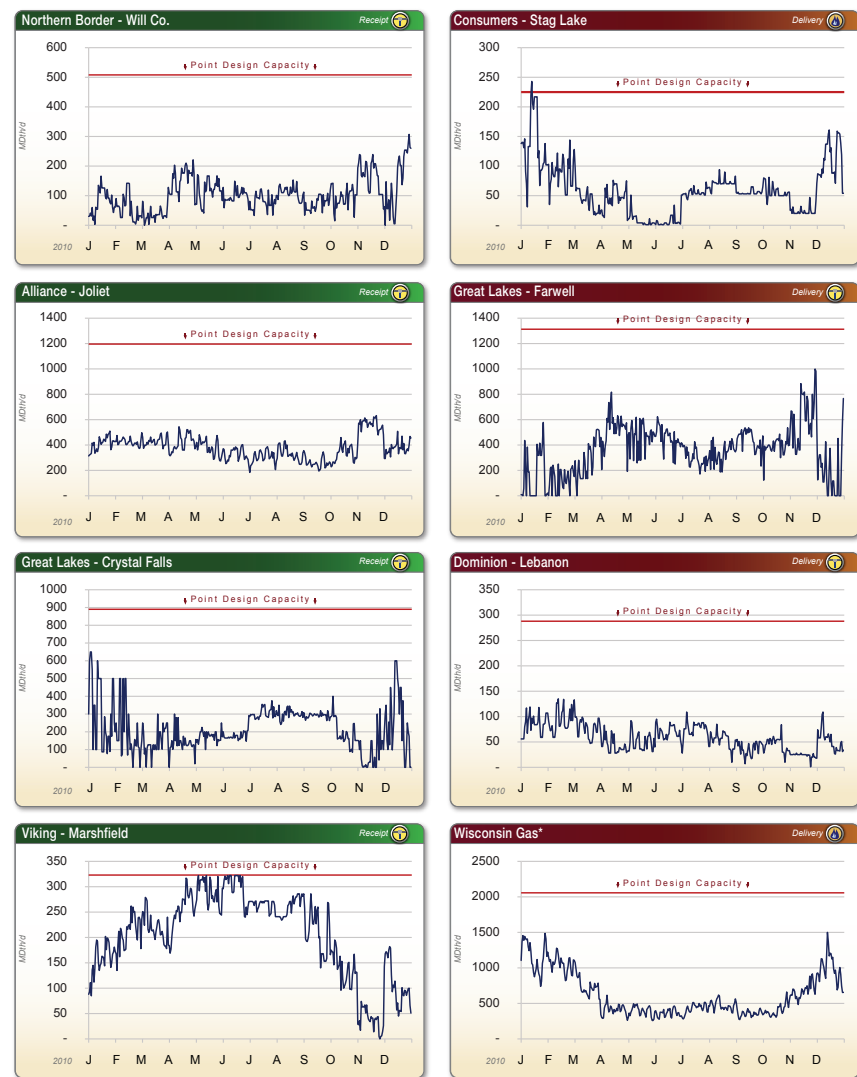 Northern Border - Will Co. Receipt
600
Point Design Capacity
500
400
MDth/d
300
200
100
-
2010 J F M A M J J A S O N D
Consumers - Stag Lake Delivery
300
250
Point Design Capacity
200
MDth/d
150
100
50
-
2010 J F M A M J J A S O N D
Alliance - Joliet Receipt
1400
Point Design Capacity
1200
1000
MDth/d
800
600
400
200
-
2010 J F M A M J J A S O N D
Great Lakes - Farwell Delivery
1400
Point Design Capacity
1200
1000
MDth/d
800
600
400
200
-
2010 J F M A M J J A S O N D
Great Lakes - Crystal Falls Receipt
1000
Point Design Capacity
900
800
700
MDth/d
600
500
400
300
200
100
-
2010 J F M A M J J A S O N D
Dominion - Lebanon Delivery
350
Point Design Capacity
300
250
MDth/d
200
150
100
50
-
2010 J F M A M J J A S O N D
Viking - Marshfield Receipt
350
Point Design Capacity
300
250
MDth/d
200
150
100
50
-
2010 J F M A M J J A S O N D
Wisconsin Gas* Delivery
2500
Point Design Capacity
2000
MDth/d
1500
1000
500
-
2010 J F M A M J J A S O N D